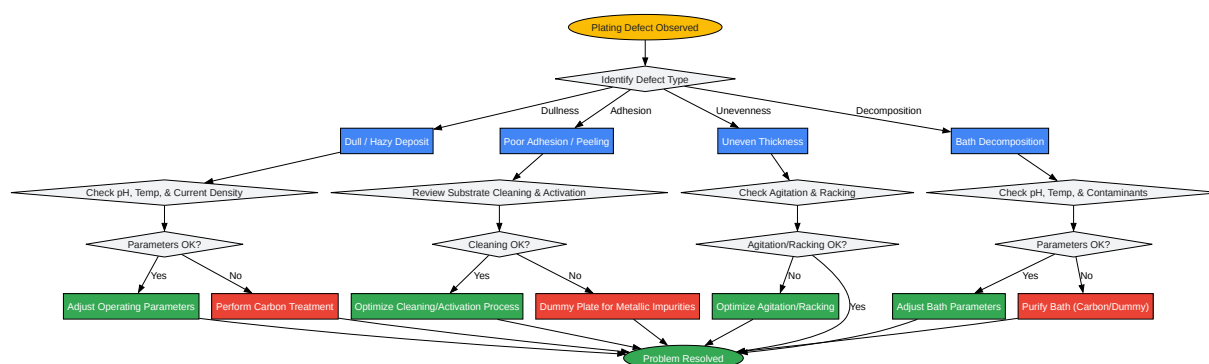 Plating Defect Observed
Identify Defect Type
Dullness
Adhesion
Unevenness
Decomposition
Dull / Hazy Deposit
Poor Adhesion / Peeling
Uneven Thickness
Bath Decomposition
Check pH, Temp, & Current Density
Review Substrate Cleaning & Activation
Check Agitation & Racking
Check pH, Temp, & Contaminants
Parameters OK?
Cleaning OK?
Agitation/Racking OK?
Parameters OK?
Yes
No
Yes
No
No
Yes
Yes
No
Adjust Operating Parameters
Perform Carbon Treatment
Optimize Cleaning/Activation Process
Dummy Plate for Metallic Impurities
Optimize Agitation/Racking
Adjust Bath Parameters
Purify Bath (Carbon/Dummy)
Problem Resolved